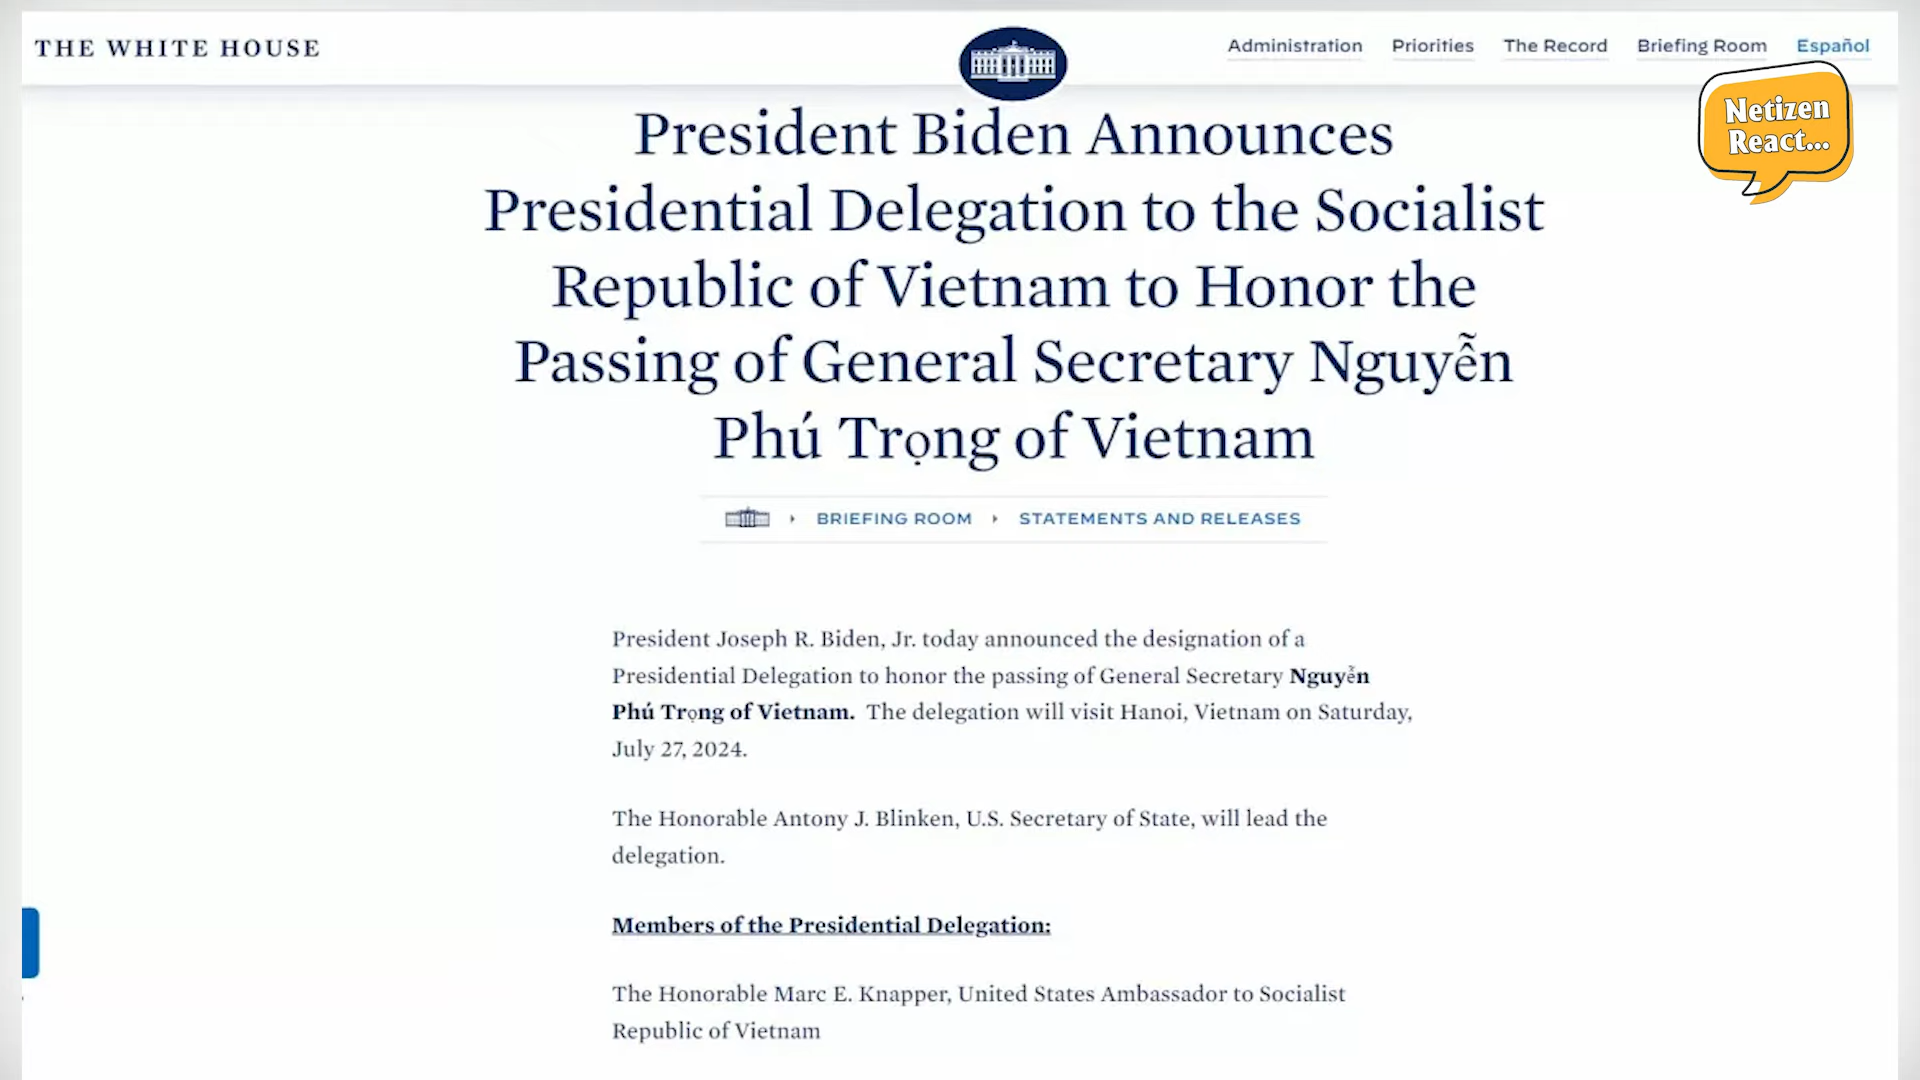 THE WHITE HOUSE
Administration
Priorities
The Record
Briefing Room
Español
Netizen
React...
President Biden Announces
Presidential Delegation to the Socialist
Republic of Vietnam to Honor the
Passing of General Secretary Nguyễn
Phú Trọng of Vietnam
BRIEFING ROOM
STATEMENTS AND RELEASES
President Joseph R. Biden, Jr. today announced the designation of a
Presidential Delegation to honor the passing of General Secretary Nguyễn
Phú Trọng of Vietnam. The delegation will visit Hanoi, Vietnam on Saturday,
July 27, 2024.
The Honorable Antony J. Blinken, U.S. Secretary of State, will lead the
delegation.
Members of the Presidential Delegation:
The Honorable Marc E. Knapper, United States Ambassador to Socialist
Republic of Vietnam